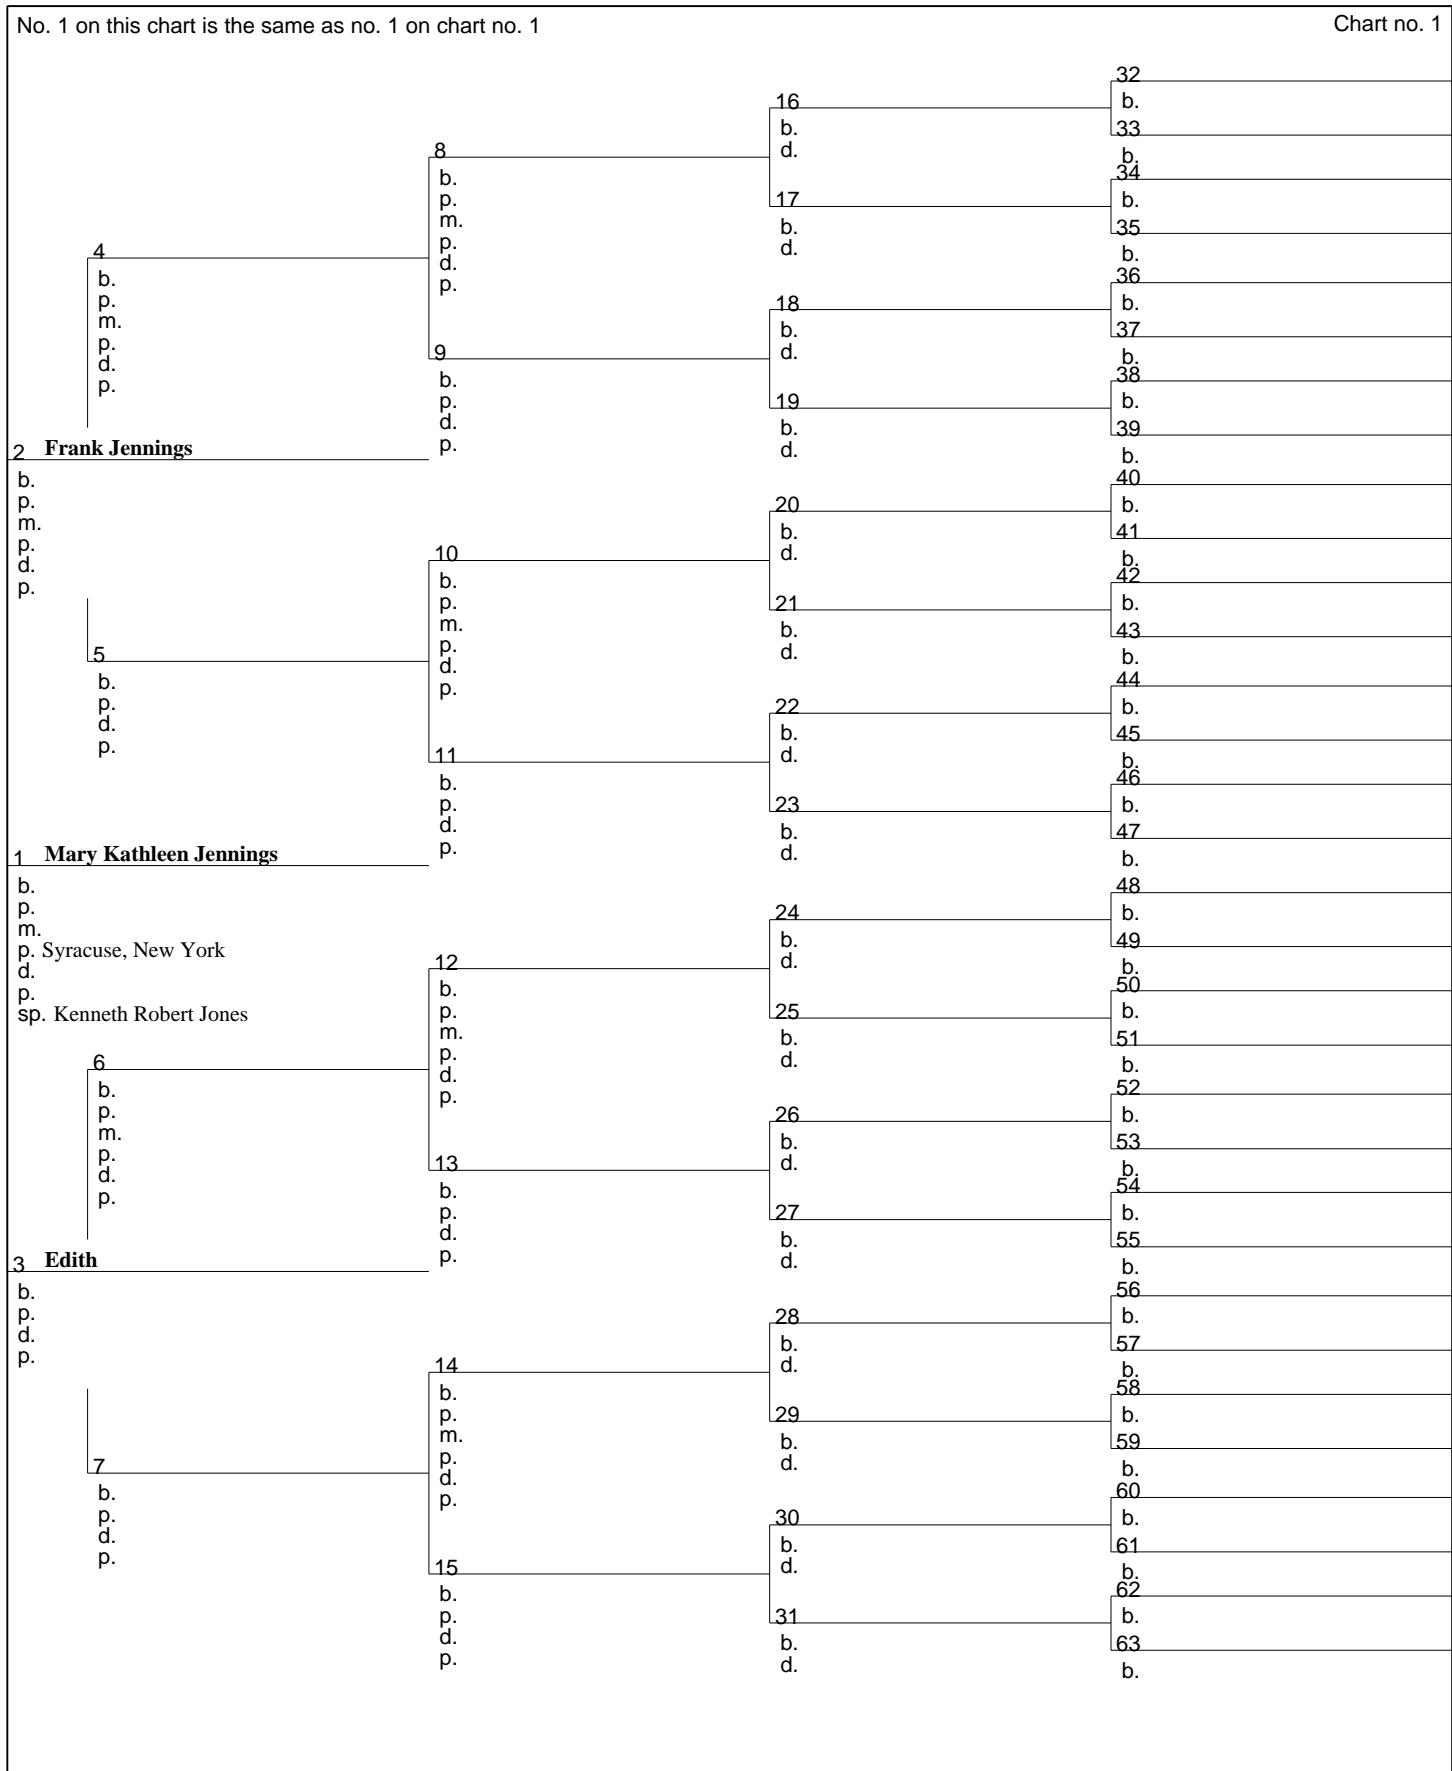 No. 1 on this chart is the same as no. 1 on chart no. 1
Chart no. 1
4
b.
p.
m.
p.
d.
p.
2 Frank Jennings
b.
p.
m.
p.
d.
p.
5
b.
p.
d.
p.
1 Mary Kathleen Jennings
b.
p.
m.
p. Syracuse, New York
d.
p.
sp. Kenneth Robert Jones
6
b.
p.
m.
p.
d.
p.
3 Edith
b.
p.
d.
p.
7
b.
p.
d.
p.
8
b.
p.
m.
p.
d.
p.
9
b.
p.
d.
p.
10
b.
p.
m.
p.
d.
p.
11
b.
p.
d.
p.
12
b.
p.
m.
p.
d.
p.
13
b.
p.
d.
p.
14
b.
p.
m.
p.
d.
p.
15
b.
p.
d.
p.
16
b.
d.
17
b.
d.
18
b.
d.
19
b.
d.
20
b.
d.
21
b.
d.
22
b.
d.
23
b.
d.
24
b.
d.
25
b.
d.
26
b.
d.
27
b.
d.
28
b.
d.
29
b.
d.
30
b.
d.
31
b.
d.
32
b.
33
b.
34
b.
35
b.
36
b.
37
b.
38
b.
39
b.
40
b.
41
b.
42
b.
43
b.
44
b.
45
b.
46
b.
47
b.
48
b.
49
b.
50
b.
51
b.
52
b.
53
b.
54
b.
55
b.
56
b.
57
b.
58
b.
59
b.
60
b.
61
b.
62
b.
63
b.